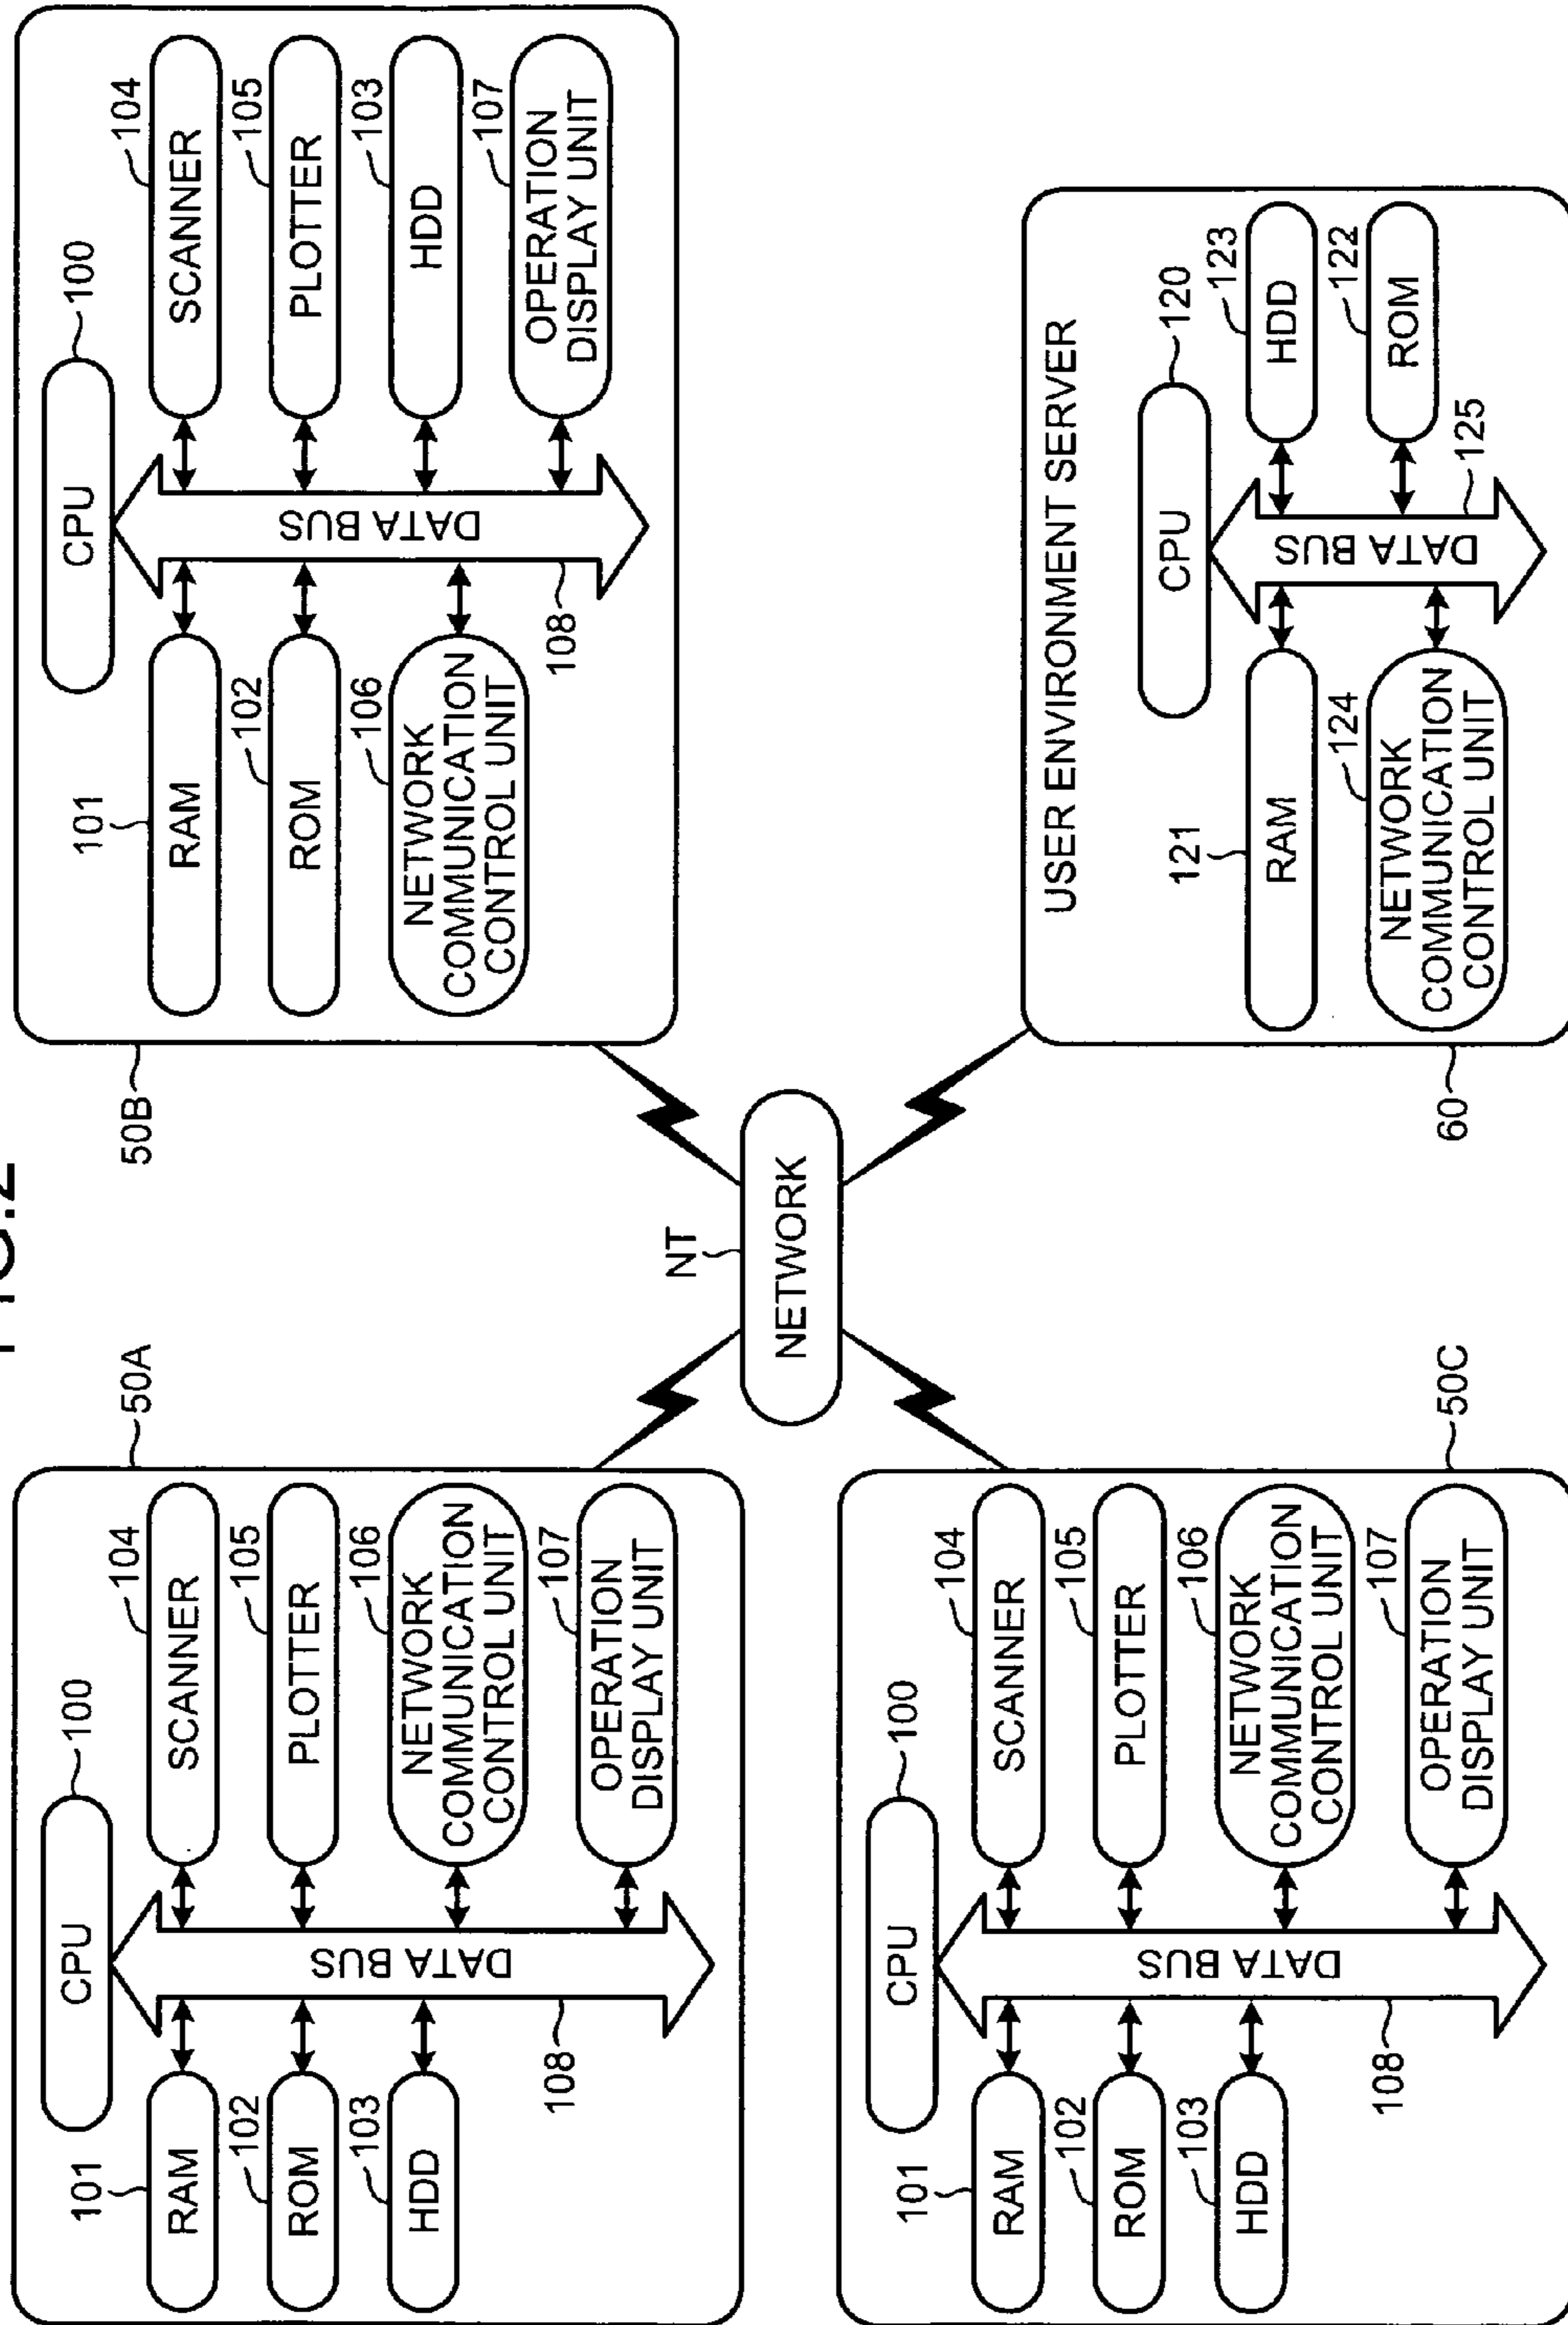 FIG.2
50A
CPU
100
101
RAM
102
ROM
103
HDD
104
SCANNER
105
PLOTTER
106
NETWORK
COMMUNICATION
CONTROL UNIT
107
OPERATION
DISPLAY UNIT
DATA BUS
108
50B
CPU
100
101
RAM
102
ROM
106
NETWORK
COMMUNICATION
CONTROL UNIT
104
SCANNER
105
PLOTTER
103
HDD
107
OPERATION
DISPLAY UNIT
DATA BUS
108
NT
NETWORK
50C
CPU
100
101
RAM
102
ROM
103
HDD
104
SCANNER
105
PLOTTER
106
NETWORK
COMMUNICATION
CONTROL UNIT
107
OPERATION
DISPLAY UNIT
DATA BUS
108
60
USER ENVIRONMENT SERVER
CPU
120
121
RAM
124
NETWORK
COMMUNICATION
CONTROL UNIT
123
HDD
122
ROM
DATA BUS
125